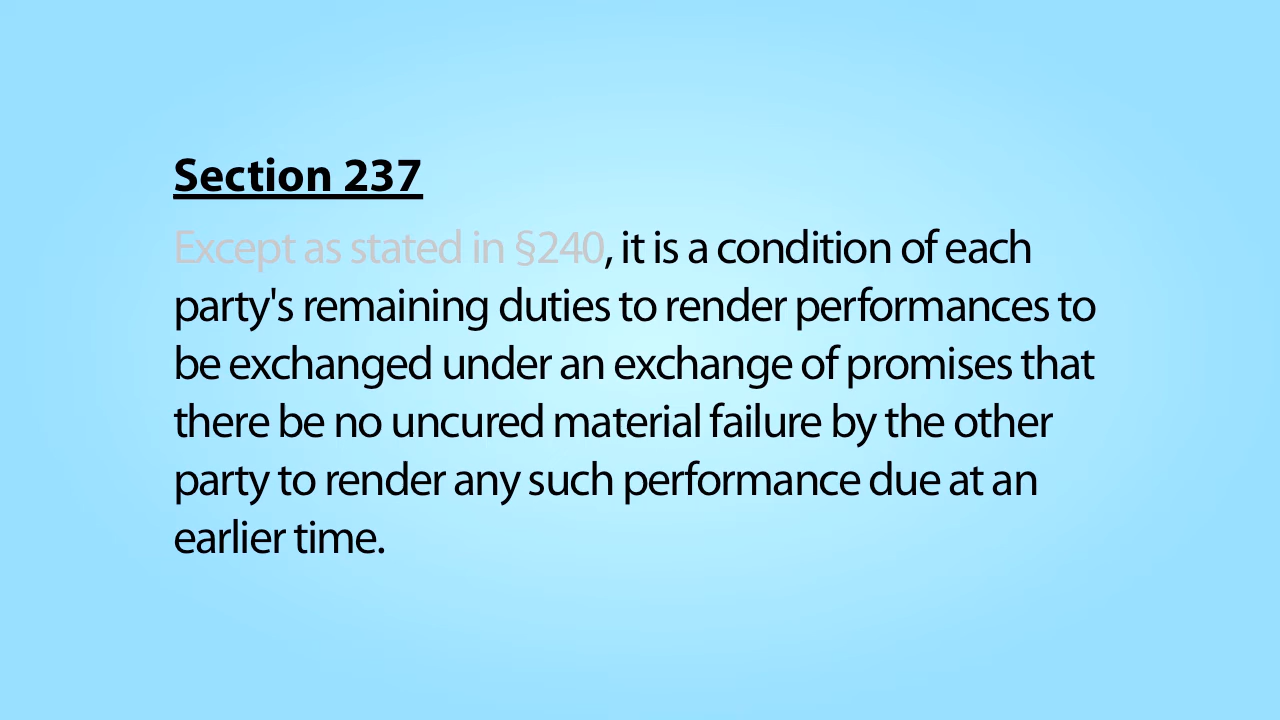 Section 237
Except as stated in §240, it is a condition of each
party's remaining duties to render performances to
be exchanged under an exchange of promises that
there be no uncured material failure by the other
party to render any such performance due at an
earlier time.